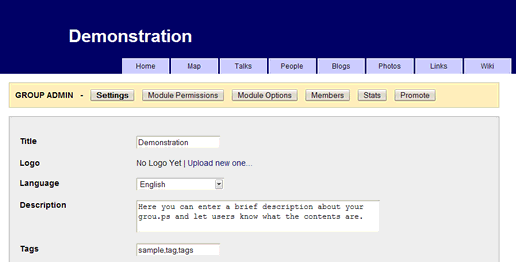 Demonstration
Home Map Talks People Blogs Photos Links Wiki
GROUP ADMIN - Settings Module Permissions Module Options Members Stats Promote
Title Demonstration
Logo No Logo Yet | Upload new one...
Language English
Description Here you can enter a brief description about your
grou.ps and let users know what the contents are.
Tags sample,tag,tags